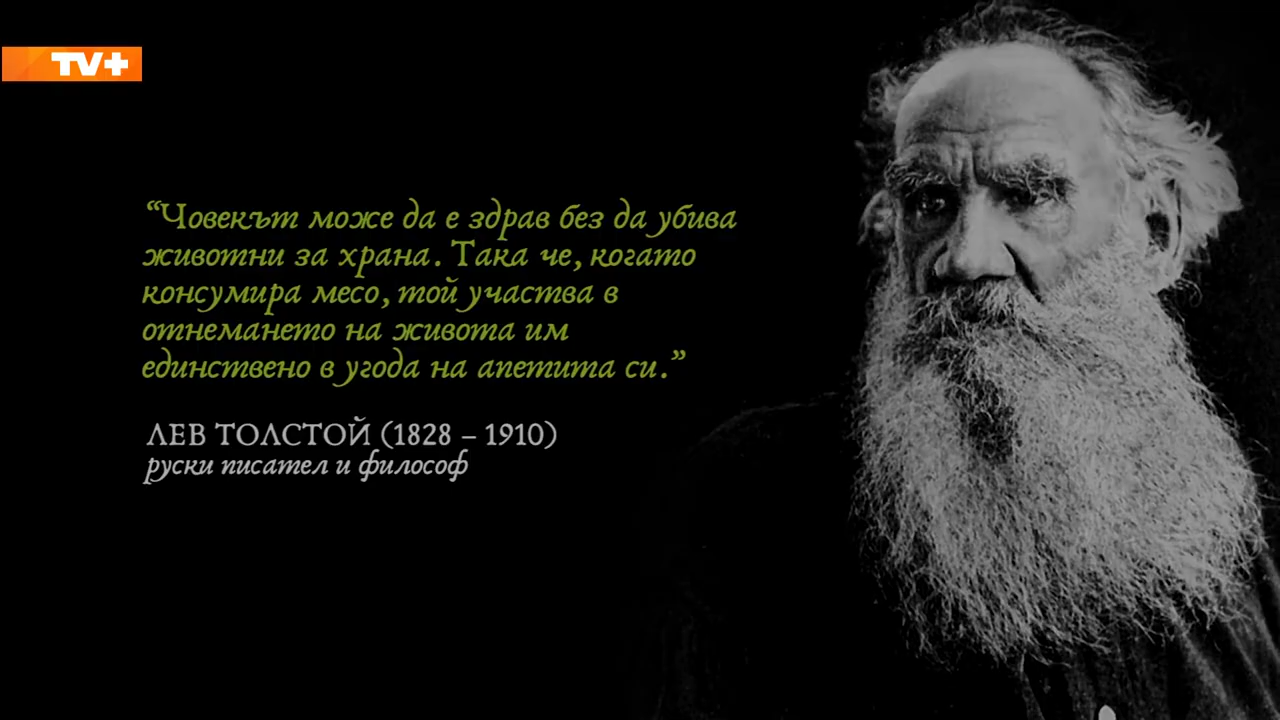 TV+
“Човекът може да е здрав без да убива
животни за храна. Така че, когато
консумира месо, той участва в
отнемането на живота им
единствено в угода на апетита си.”
ЛЕВ ТОЛСТОЙ (1828 – 1910)
руски писател и философ